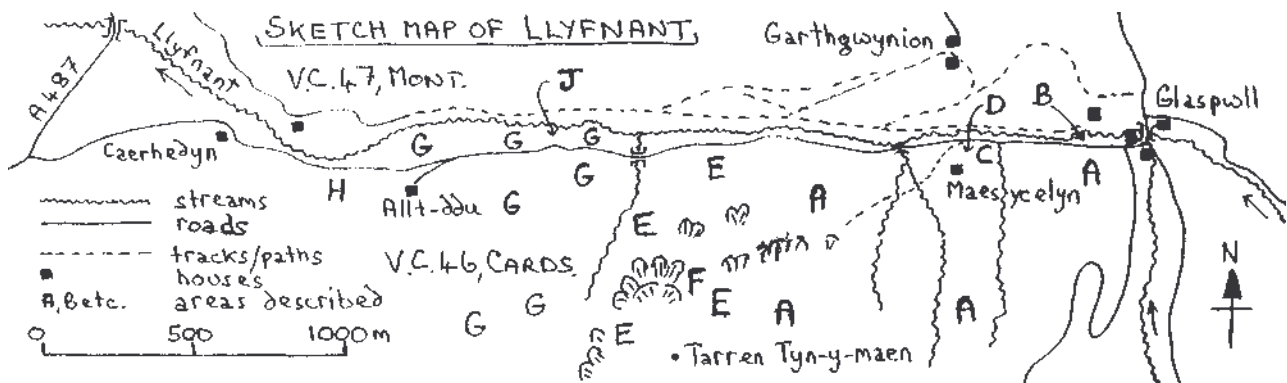 SKETCH MAP OF LLYFNANT
Llyfnant
A487
V.C.47, MONT.
J
Garthgwynion
D
B
Glaspwll
Caerhedyn
G
G
G
G
E
C
A
H
Allt-ddu
G
A
Maesycelyn
streams
roads
tracks/paths
houses
A,B etc. areas described
V.C.46, CARDS.
E
F
E
G
G
E
A
A
N
0 500 1000m
Tarren Tyn-y-maen